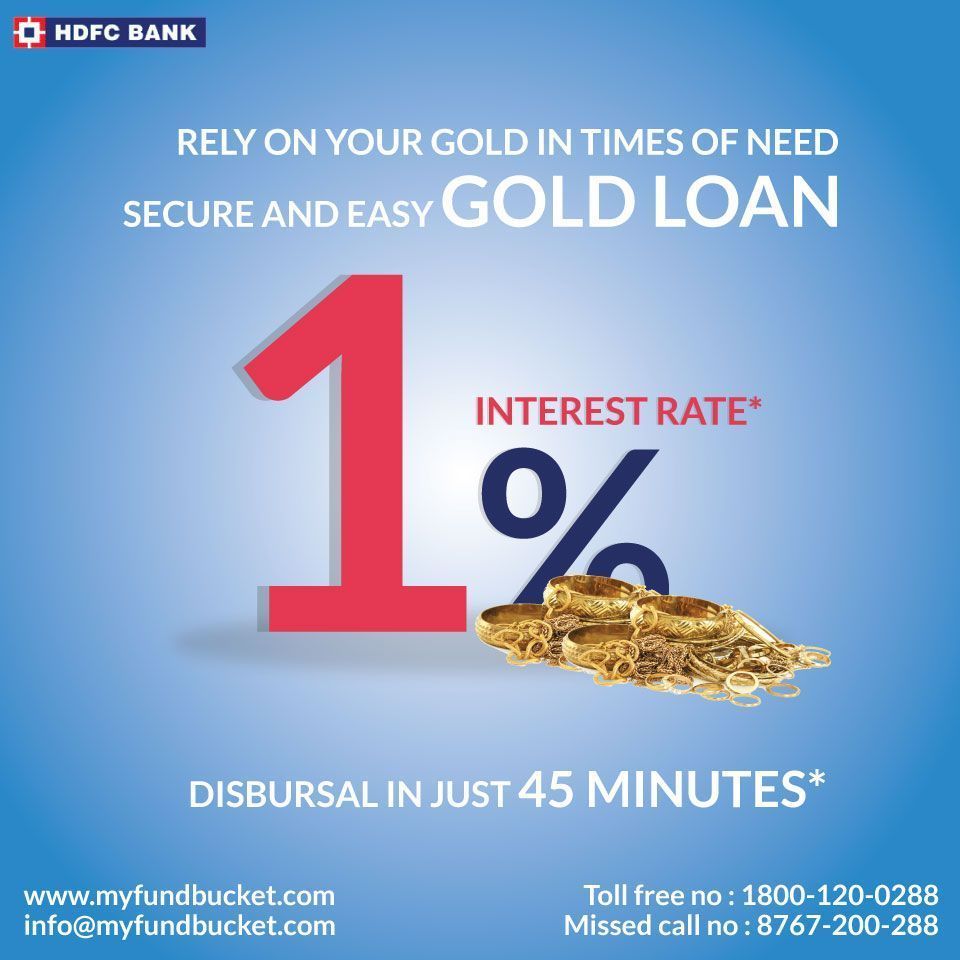 HDFC BANK
RELY ON YOUR GOLD IN TIMES OF NEED
SECURE AND EASY GOLD LOAN
1%
INTEREST RATE*
DISBURSAL IN JUST 45 MINUTES*
www.myfundbucket.com
info@myfundbucket.com
Toll free no : 1800-120-0288
Missed call no : 8767-200-288